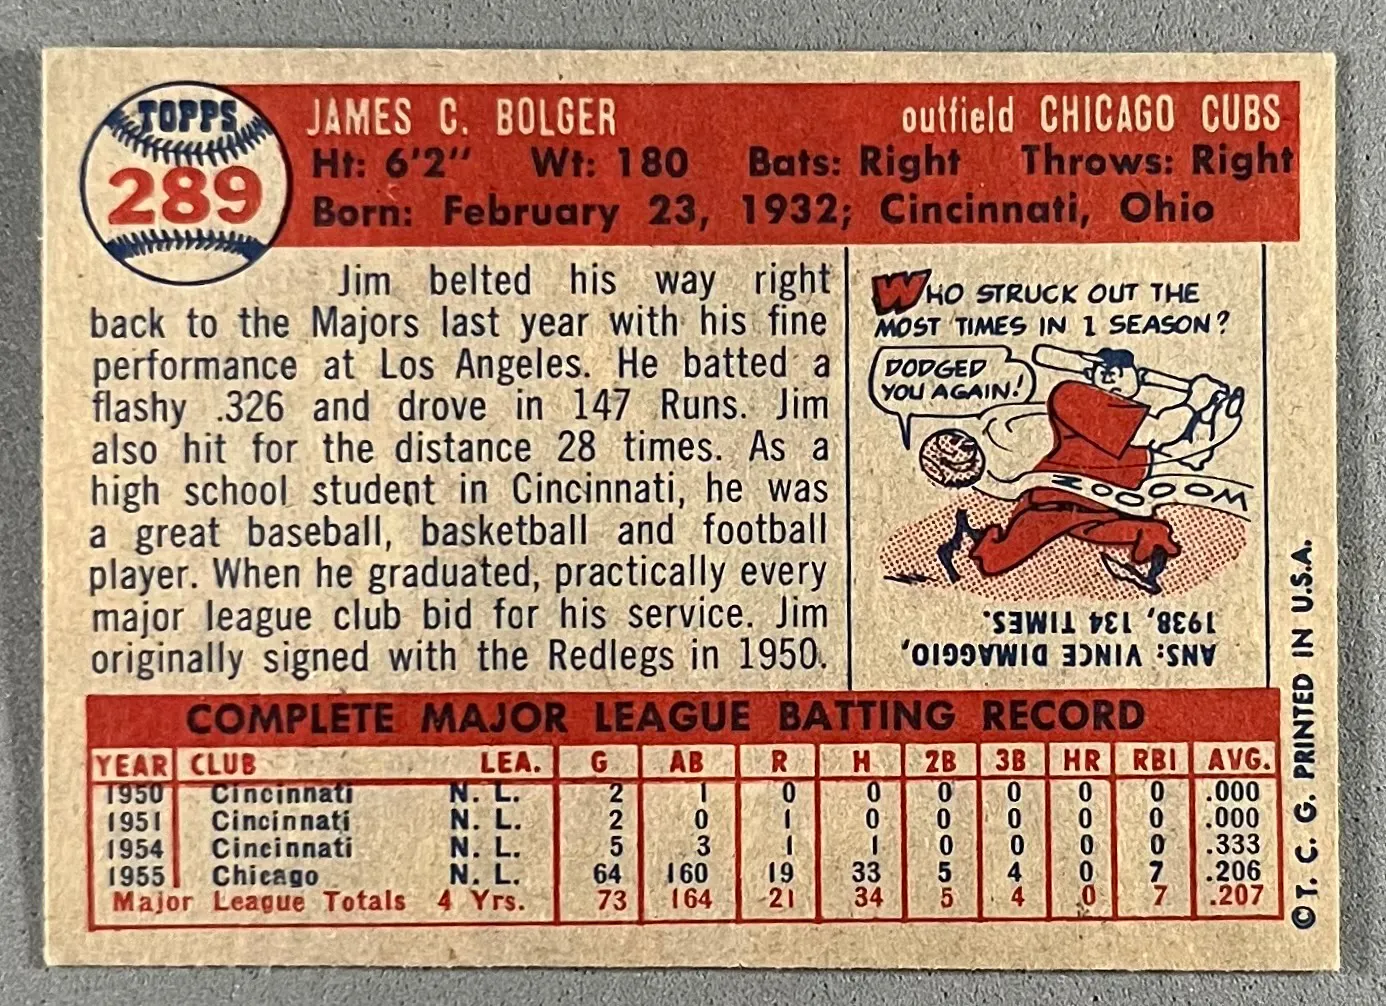 TOPPS
289
JAMES C. BOLGER outfield CHICAGO CUBS
Ht: 6'2" Wt: 180 Bats: Right Throws: Right
Born: February 23, 1932; Cincinnati, Ohio
Jim belted his way right
back to the Majors last year with his fine
performance at Los Angeles. He batted a
flashy .326 and drove in 147 Runs. Jim
also hit for the distance 28 times. As a
high school student in Cincinnati, he was
a great baseball, basketball and football
player. When he graduated, practically every
major league club bid for his service. Jim
originally signed with the Redlegs in 1950.
WHO STRUCK OUT THE
MOST TIMES IN 1 SEASON?
DODGED
YOU AGAIN!
ZOOOOM
ANS: VINCE DIMAGGIO,
1938, 134 TIMES.
COMPLETE MAJOR LEAGUE BATTING RECORD
YEAR CLUB LEA. G AB R H 2B 3B HR RBI AVG.
1950 Cincinnati N. L. 2 1 0 0 0 0 0 0 .000
1951 Cincinnati N. L. 2 0 1 0 0 0 0 0 .000
1954 Cincinnati N. L. 5 3 1 1 0 0 0 0 .333
1955 Chicago N. L. 64 160 19 33 5 4 0 7 .206
Major League Totals 4 Yrs. 73 164 21 34 5 4 0 7 .207
© T. C. G. PRINTED IN U.S.A.